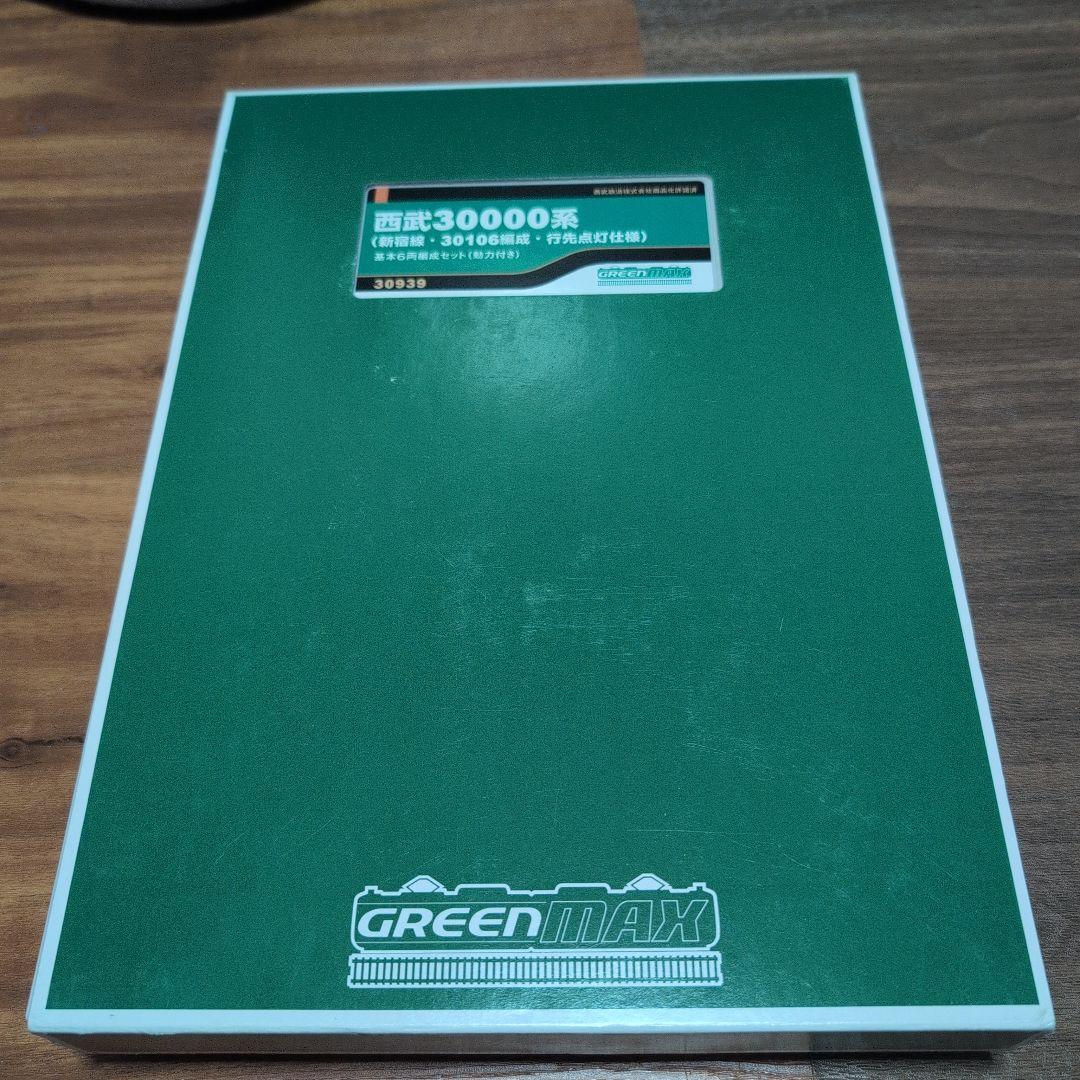 西武鉄道株式会社商品化許諾済
西武30000系
(新宿線・30106編成・行先点灯仕様)
基本6両編成セット(動力付き)
30939
GREENMAX
GREENMAX